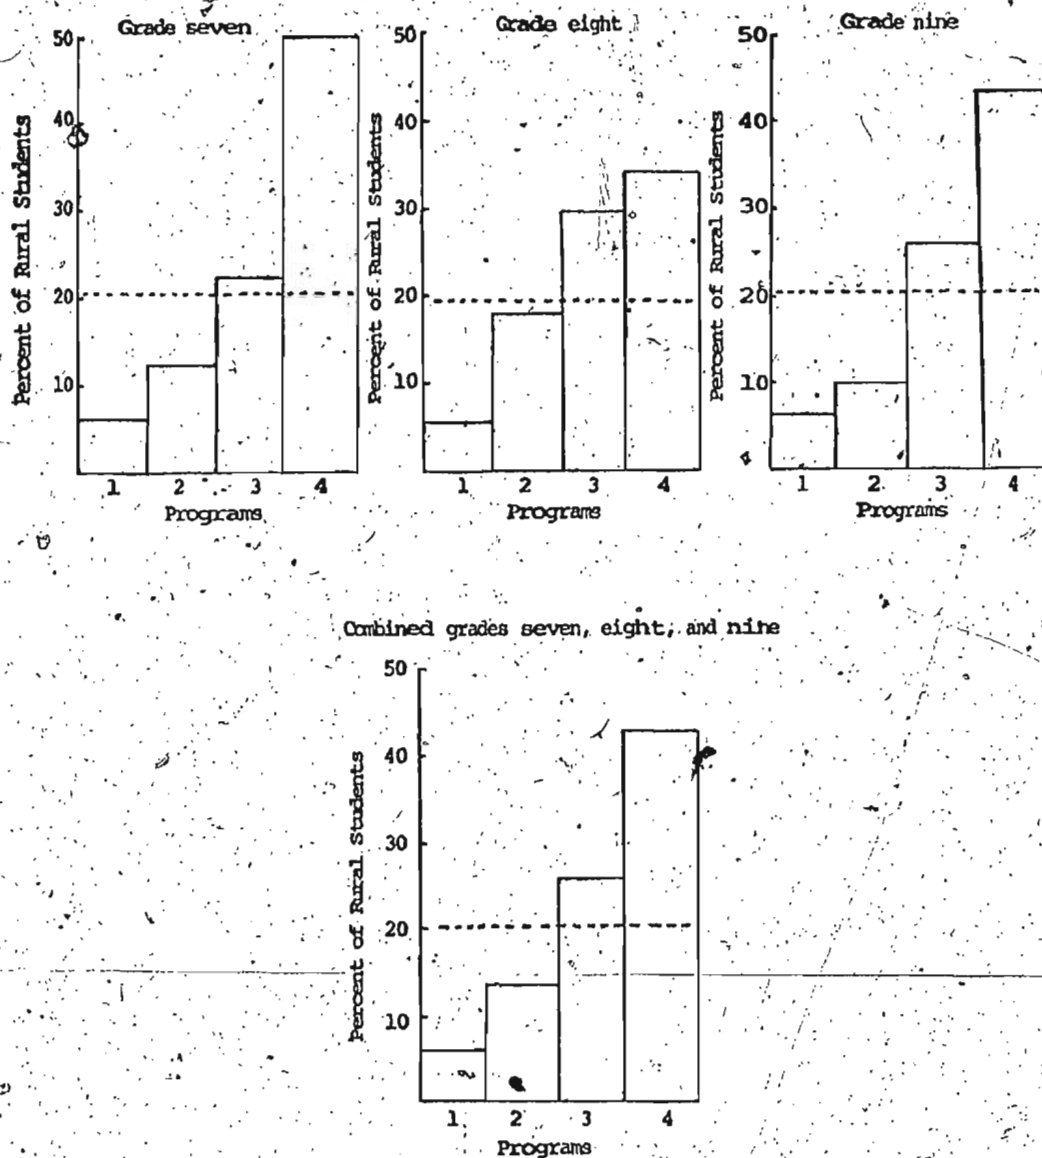 Grade seven
50
40
30
20
10
Percent of Rural Students
1 2 3 4
Programs
Grade eight
50
40
30
20
10
Percent of Rural Students
1 2 3 4
Programs
Grade nine
50
40
30
20
10
Percent of Rural Students
1 2 3 4
Programs
Combined grades seven, eight, and nine
50
40
30
20
10
Percent of Rural Students
1 2 3 4
Programs